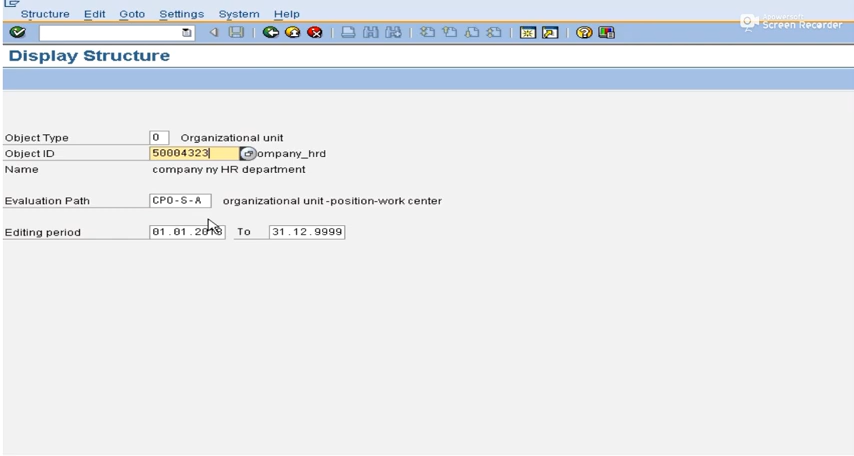 Structure Edit Goto Settings System Help
Screen Recorder
Display Structure
Object Type O Organizational unit
Object ID 50004323 ompany_hrd
Name company ny HR department
Evaluation Path CPO-S-A organizational unit -position-work center
Editing period To 31.12.9999